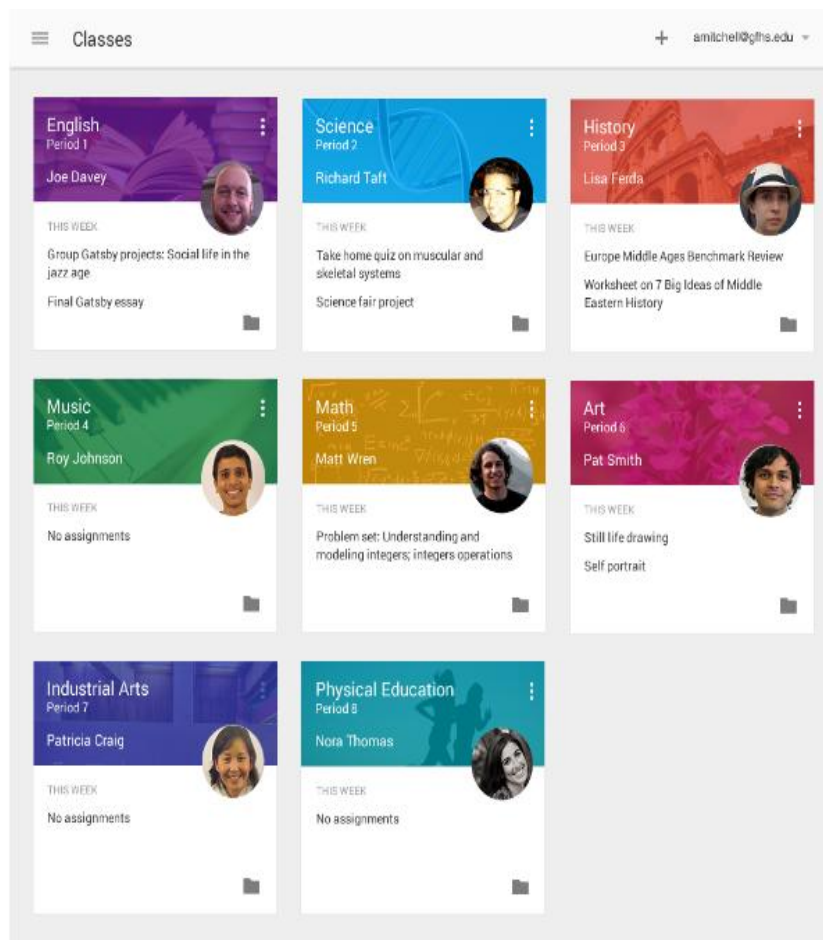 Classes
amitchell@gfhs.edu
English
Period 1
Joe Davey
THIS WEEK
Group Gatsby projects: Social life in the
jazz age
Final Gatsby essay
Science
Period 2
Richard Taft
THIS WEEK
Take home quiz on muscular and
skeletal systems
Science fair project
History
Period 3
Lisa Ferda
THIS WEEK
Europe Middle Ages Benchmark Review
Worksheet on 7 Big Ideas of Middle
Eastern History
Music
Period 4
Roy Johnson
THIS WEEK
No assignments
Math
Period 5
Matt Wren
THIS WEEK
Problem set: Understanding and
modeling integers; integers operations
Art
Period 6
Pat Smith
THIS WEEK
Still life drawing
Self portrait
Industrial Arts
Period 7
Patricia Craig
THIS WEEK
No assignments
Physical Education
Period 8
Nora Thomas
THIS WEEK
No assignments